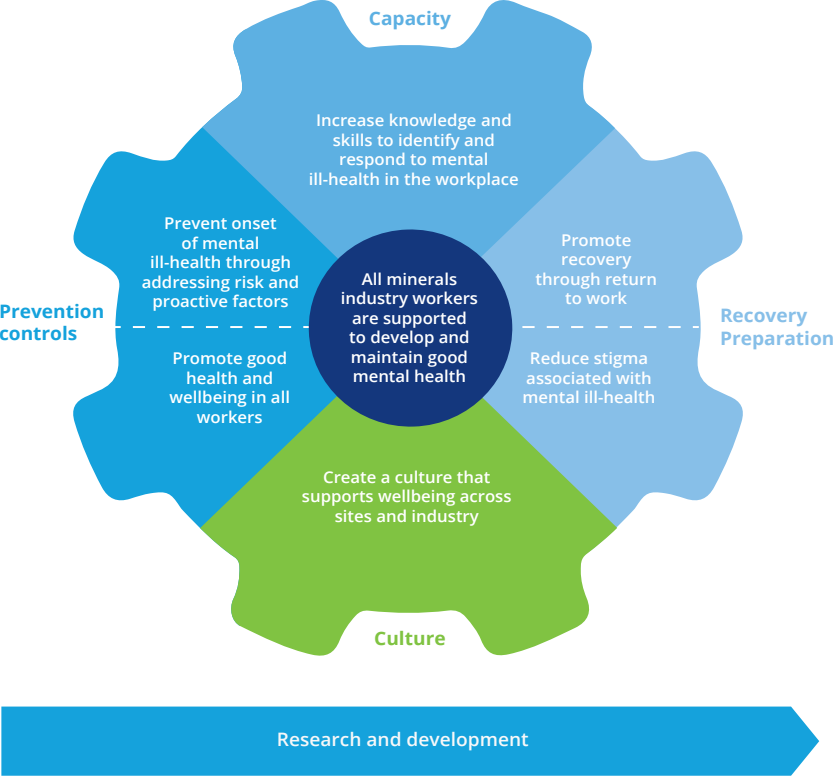 Capacity
Increase knowledge and
skills to identify and
respond to mental
ill-health in the workplace
Prevention
controls
Prevent onset
of mental
ill-health through
addressing risk and
proactive factors
Promote good
health and
wellbeing in all
workers
All minerals
industry workers
are supported
to develop and
maintain good
mental health
Promote
recovery
through return
to work
Reduce stigma
associated with
mental ill-health
Recovery
Preparation
Create a culture that
supports wellbeing across
sites and industry
Culture
Research and development